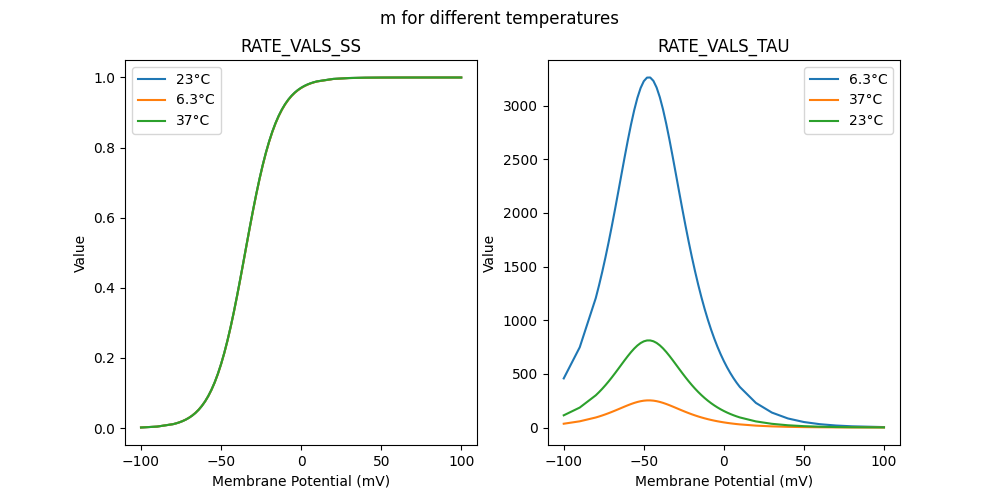 m for different temperatures
RATE_VALS_SS
23°C
6.3°C
37°C
1.0
0.8
0.6
0.4
0.2
0.0
Value
−100
−50
0
50
100
Membrane Potential (mV)
RATE_VALS_TAU
6.3°C
37°C
23°C
3000
2500
2000
1500
1000
500
0
Value
−100
−50
0
50
100
Membrane Potential (mV)